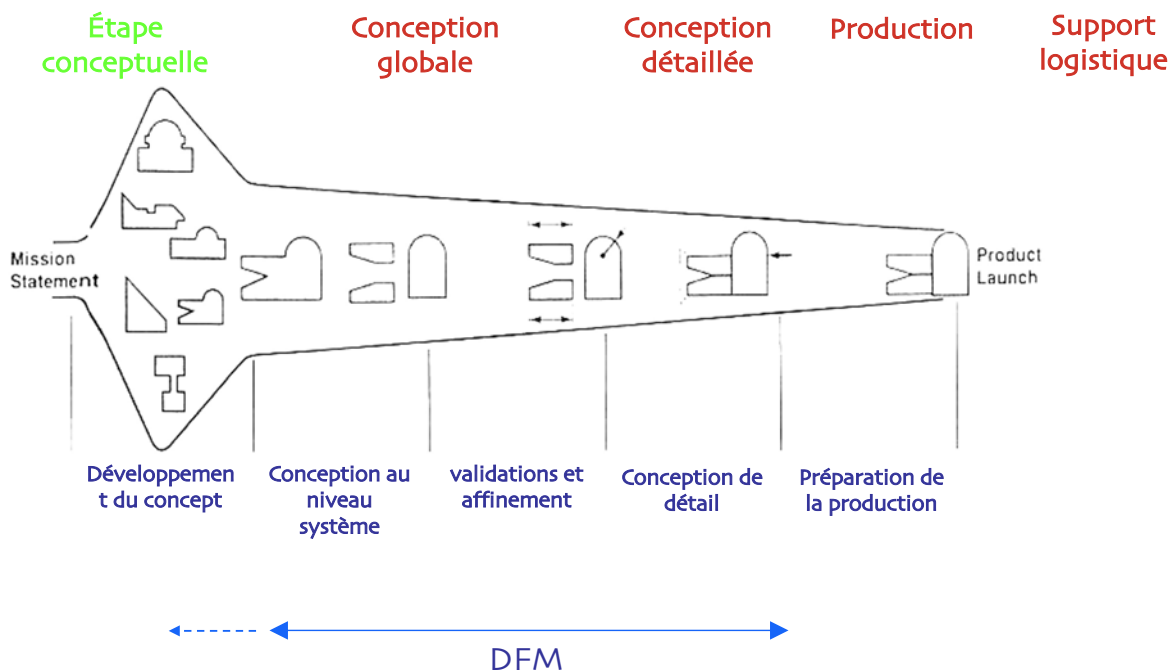 Étape
conceptuelle
Conception
globale
Conception
détaillée
Production
Support
logistique
Mission
Statement
Product
Launch
Développemen
t du concept
Conception au
niveau
système
validations et
affinement
Conception de
détail
Préparation de
la production
DFM